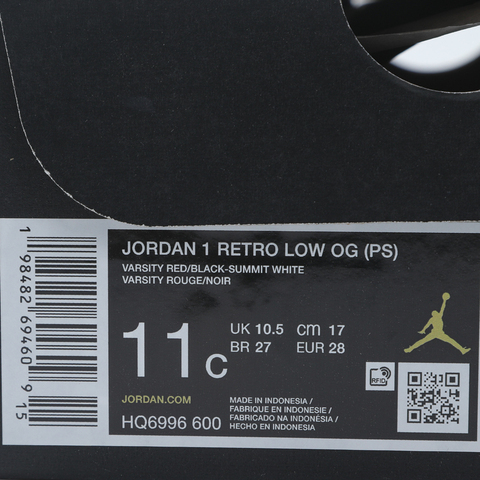 JORDAN 1 RETRO LOW OG (PS)
VARSITY RED/BLACK-SUMMIT WHITE
VARSITY ROUGE/NOIR
11C
UK 10.5 cm 17
BR 27 EUR 28
JORDAN.COM
HQ6996 600
MADE IN INDONESIA /
FABRIQUE EN INDONESIE /
FABRICADO NA INDONÉSIA /
HECHO EN INDONESIA
RFID
1 98482 69460 9 15